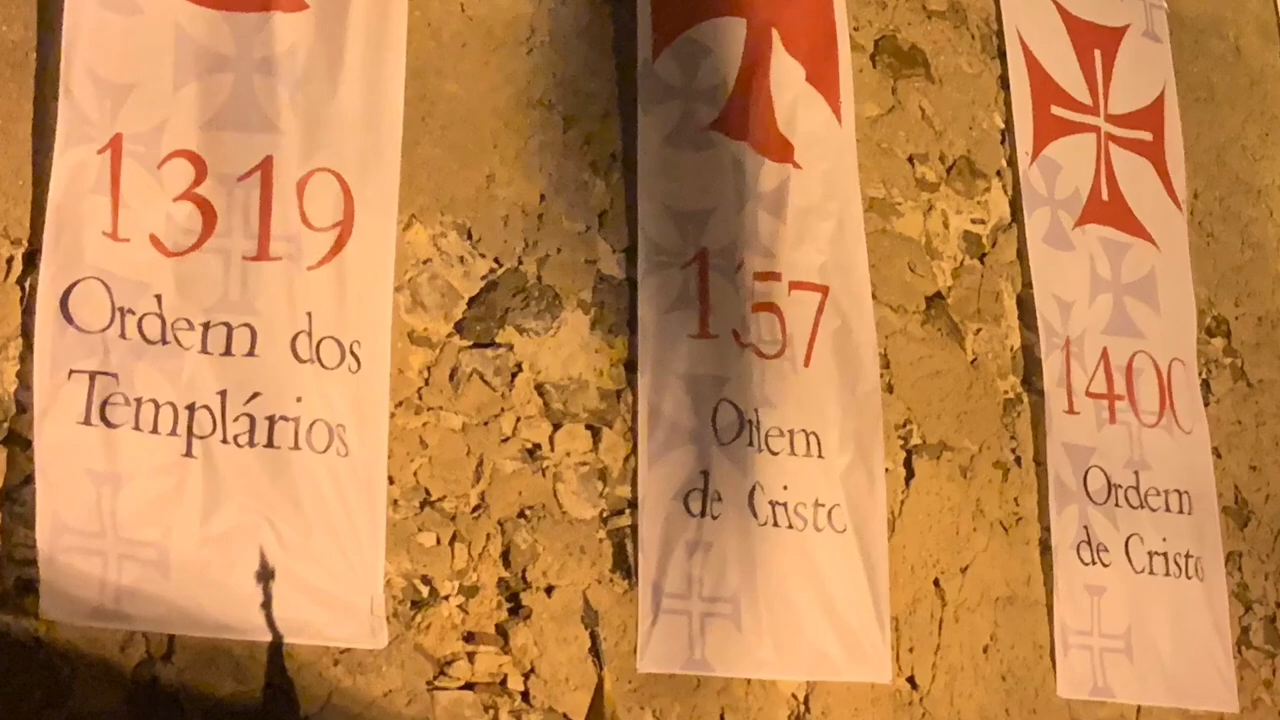 1319
Ordem dos
Templários
Ordem
de Cristo
1400
Ordem
de Cristo